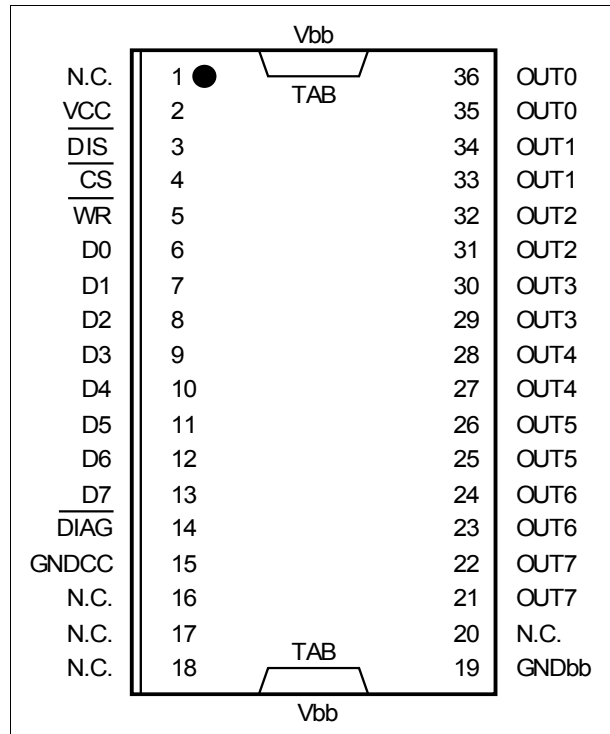 Vbb
N.C. 1 36 OUT0
TAB
VCC 2 35 OUT0
DIS 3 34 OUT1
CS 4 33 OUT1
WR 5 32 OUT2
D0 6 31 OUT2
D1 7 30 OUT3
D2 8 29 OUT3
D3 9 28 OUT4
D4 10 27 OUT4
D5 11 26 OUT5
D6 12 25 OUT5
D7 13 24 OUT6
DIAG 14 23 OUT6
GNDCC 15 22 OUT7
N.C. 16 21 OUT7
N.C. 17 20 N.C.
TAB
N.C. 18 19 GNDbb
Vbb